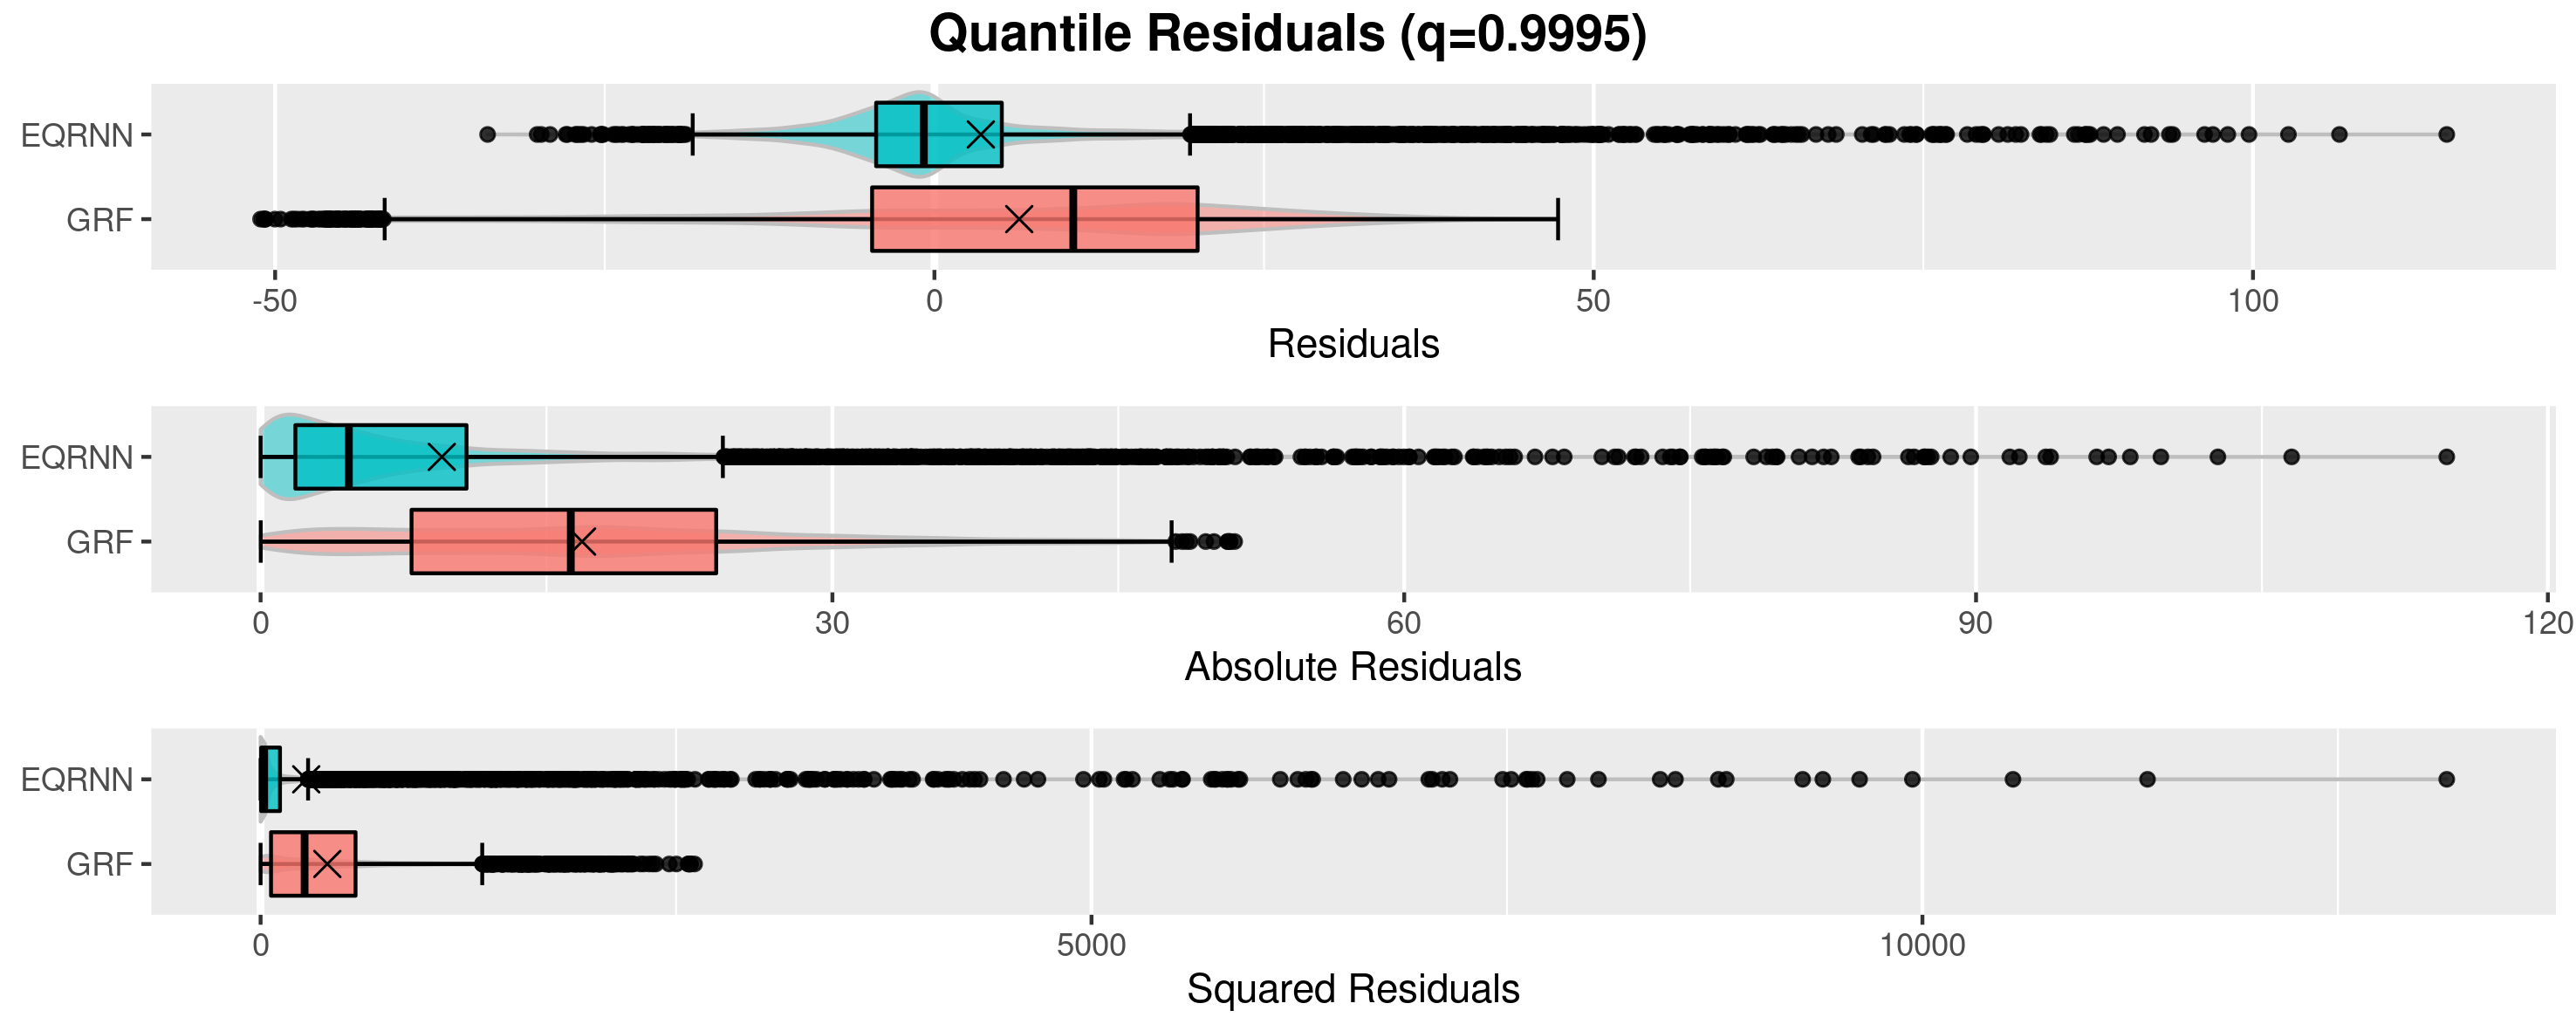 Quantile Residuals (q=0.9995)
EQRNN
GRF
-50 0 50 100
Residuals
EQRNN
GRF
0 30 60 90 120
Absolute Residuals
EQRNN
GRF
0 5000 10000
Squared Residuals